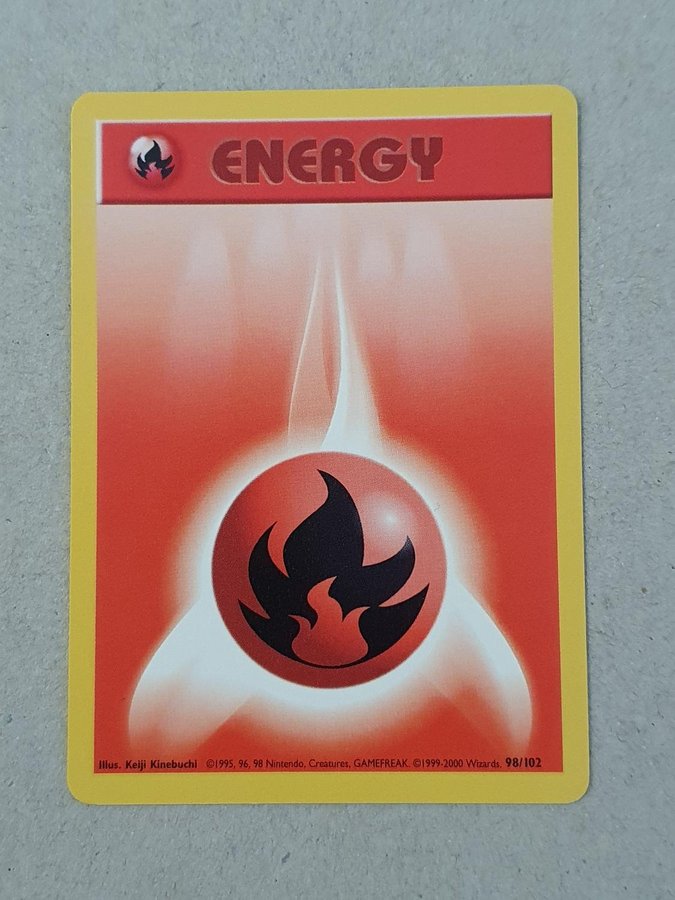 ENERGY
Illus. Keiji Kinebuchi ©1995, 96, 98 Nintendo, Creatures, GAMEFREAK. ©1999-2000 Wizards. 98/102